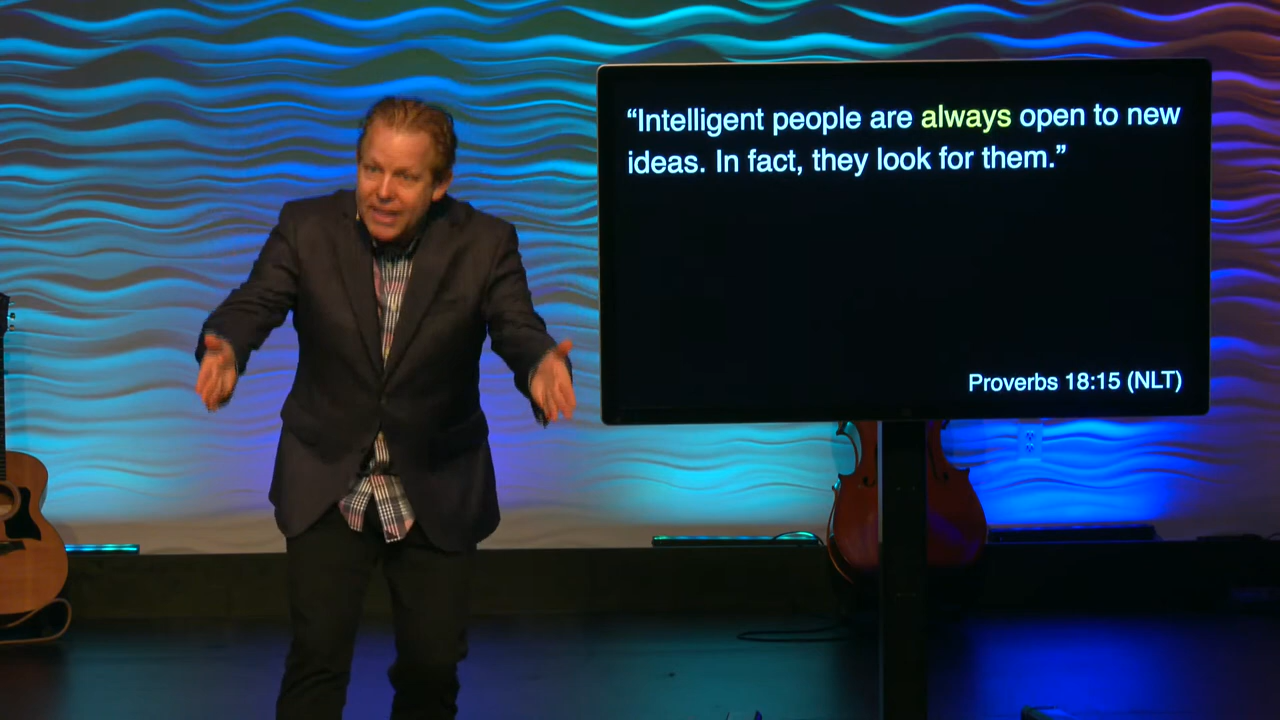 “Intelligent people are always open to new
ideas. In fact, they look for them.”
Proverbs 18:15 (NLT)